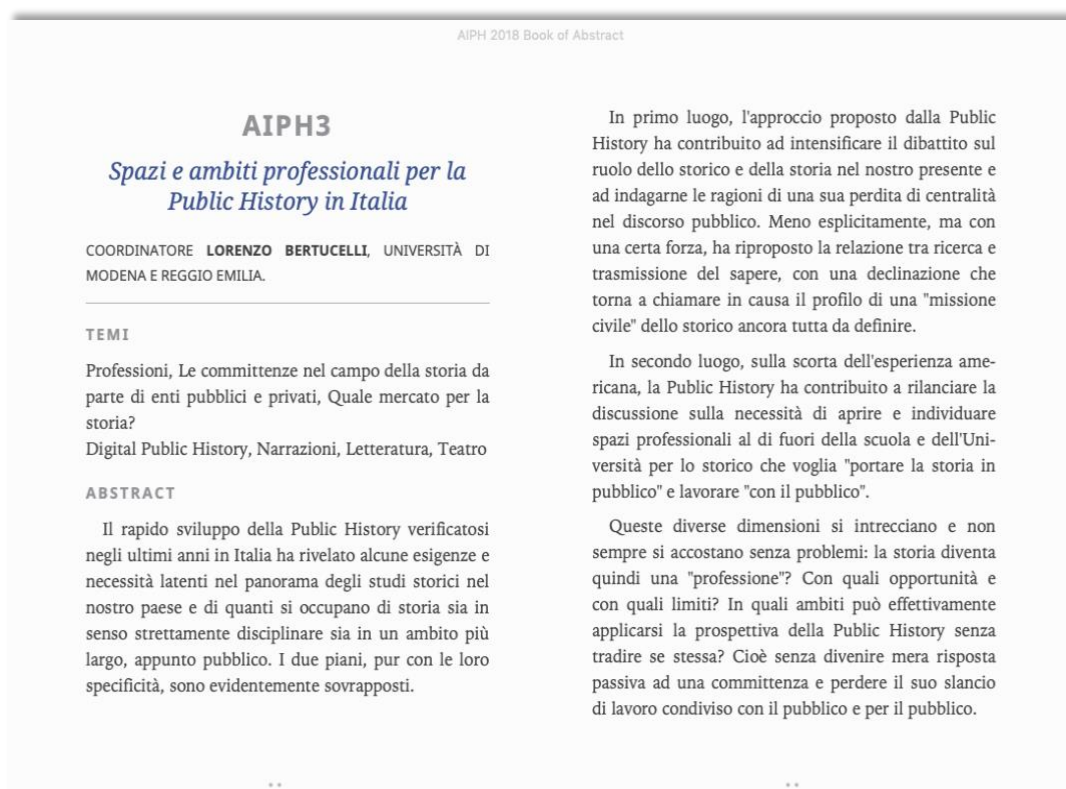 AIPH 2018 Book of Abstract
AIPH3
Spazi e ambiti professionali per la
Public History in Italia
COORDINATORE LORENZO BERTUCELLI, UNIVERSITÀ DI
MODENA E REGGIO EMILIA.
TEMI
Professioni, Le committenze nel campo della storia da
parte di enti pubblici e privati, Quale mercato per la
storia?
Digital Public History, Narrazioni, Letteratura, Teatro
ABSTRACT
Il rapido sviluppo della Public History verificatosi
negli ultimi anni in Italia ha rivelato alcune esigenze e
necessità latenti nel panorama degli studi storici nel
nostro paese e di quanti si occupano di storia sia in
senso strettamente disciplinare sia in un ambito più
largo, appunto pubblico. I due piani, pur con le loro
specificità, sono evidentemente sovrapposti.
In primo luogo, l'approccio proposto dalla Public
History ha contribuito ad intensificare il dibattito sul
ruolo dello storico e della storia nel nostro presente e
ad indagarne le ragioni di una sua perdita di centralità
nel discorso pubblico. Meno esplicitamente, ma con
una certa forza, ha riproposto la relazione tra ricerca e
trasmissione del sapere, con una declinazione che
torna a chiamare in causa il profilo di una "missione
civile" dello storico ancora tutta da definire.
In secondo luogo, sulla scorta dell'esperienza ame-
ricana, la Public History ha contribuito a rilanciare la
discussione sulla necessità di aprire e individuare
spazi professionali al di fuori della scuola e dell'Uni-
versità per lo storico che voglia "portare la storia in
pubblico" e lavorare "con il pubblico".
Queste diverse dimensioni si intrecciano e non
sempre si accostano senza problemi: la storia diventa
quindi una "professione"? Con quali opportunità e
con quali limiti? In quali ambiti può effettivamente
applicarsi la prospettiva della Public History senza
tradire se stessa? Cioè senza divenire mera risposta
passiva ad una committenza e perdere il suo slancio
di lavoro condiviso con il pubblico e per il pubblico.